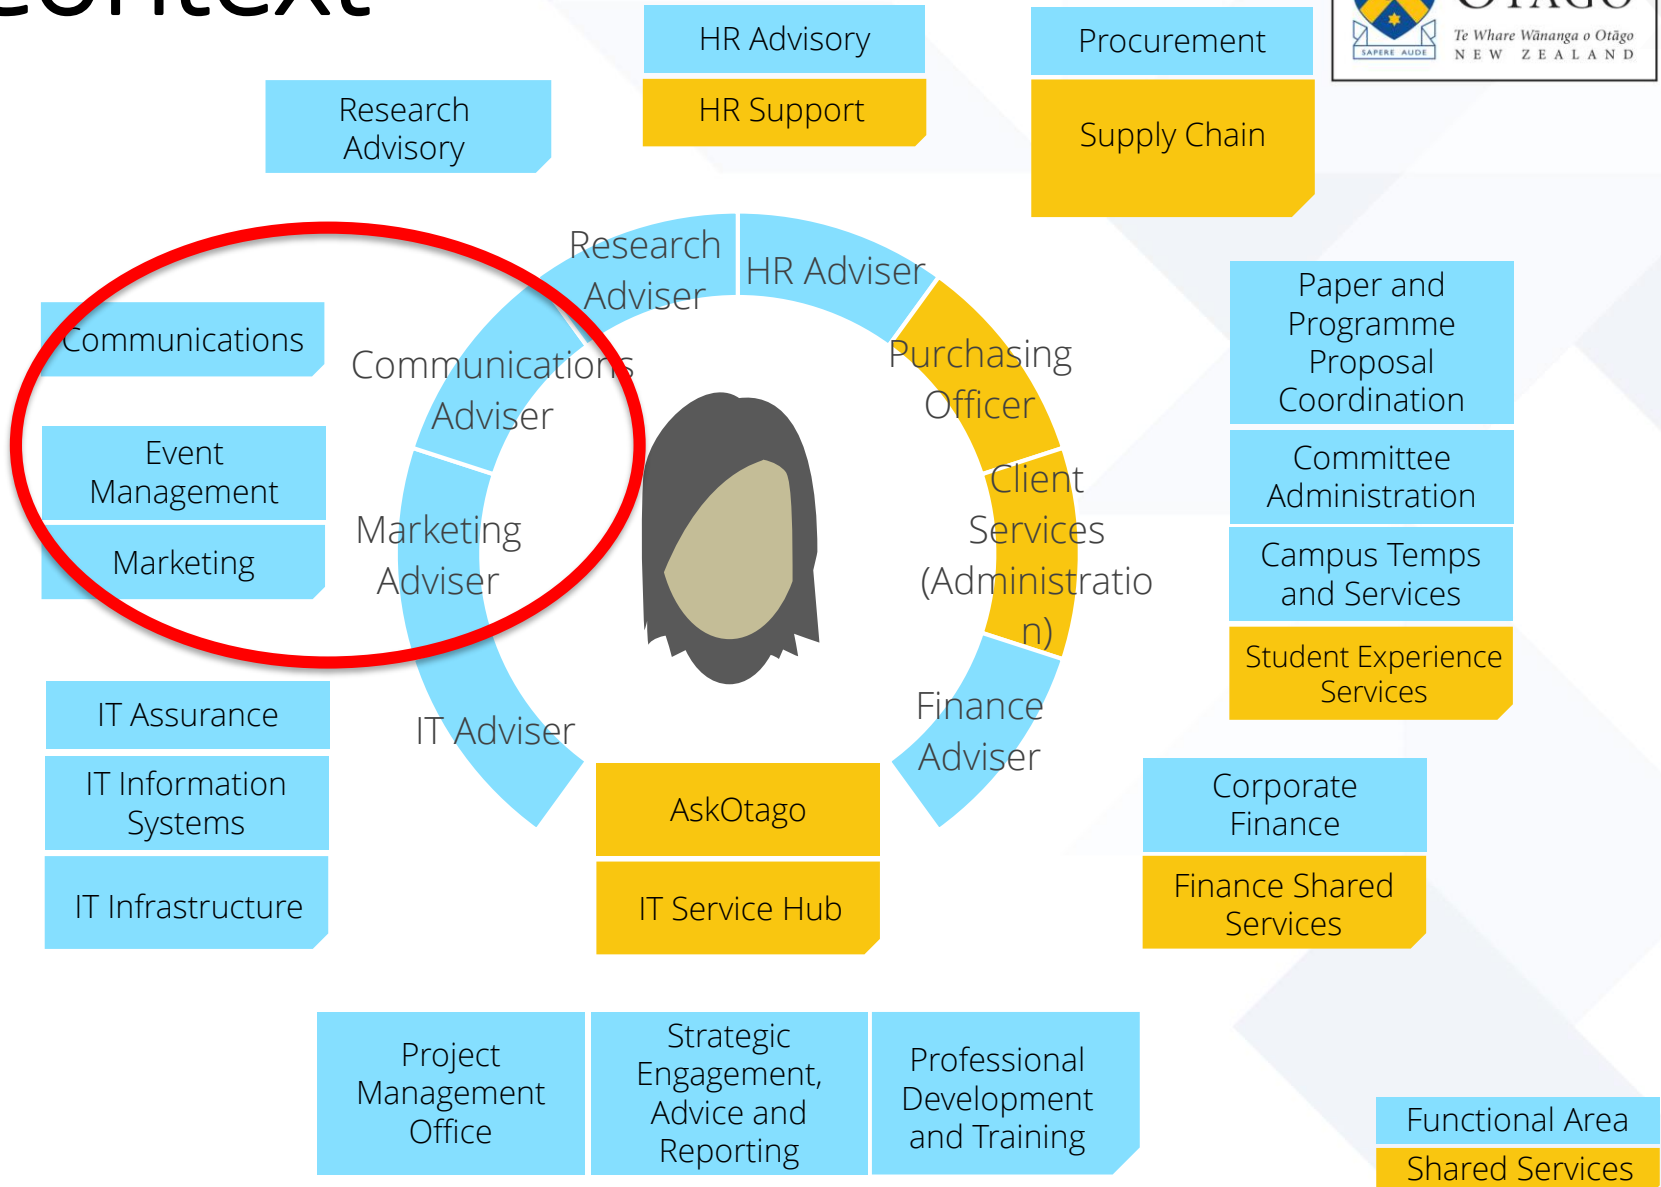 HR Advisory
HR Support
Procurement
Supply Chain
OTAGO
SAPERE AUDE
Te Whare Wānanga o Otāgo
NEW ZEALAND
Research
Advisory
Research
Adviser
HR Adviser
Communications
Communications
Adviser
Purchasing
Officer
Paper and
Programme
Proposal
Coordination
Event
Management
Marketing
Marketing
Adviser
Client
Services
(Administratio
n)
Committee
Administration
Campus Temps
and Services
Student Experience
Services
IT Assurance
IT Information
Systems
IT Infrastructure
IT Adviser
Finance
Adviser
AskOtago
IT Service Hub
Corporate
Finance
Finance Shared
Services
Project
Management
Office
Strategic
Engagement,
Advice and
Reporting
Professional
Development
and Training
Functional Area
Shared Services